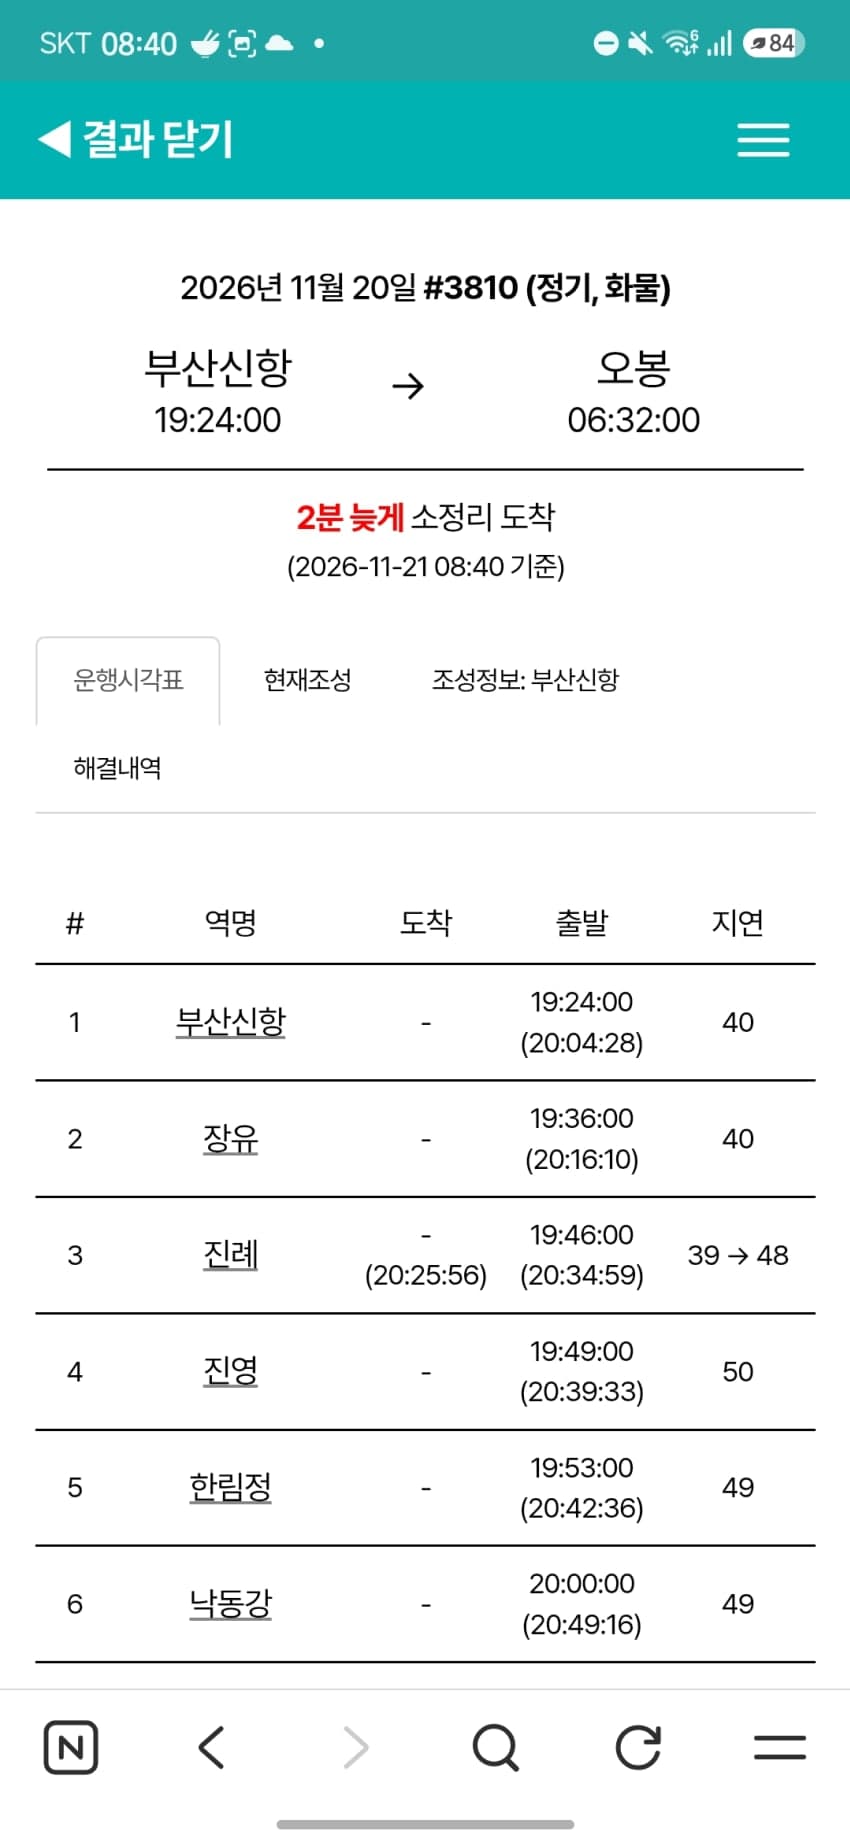 SKT 08:40
6 84
결과 닫기
2026년 11월 20일 #3810 (정기, 화물)
부산신항 → 오봉
19:24:00 06:32:00
2분 늦게 소정리 도착
(2026-11-21 08:40 기준)
운행시각표 현재조성 조성정보: 부산신항
해결내역
# 역명 도착 출발 지연
1 부산신항 - 19:24:00 40
(20:04:28)
2 장유 - 19:36:00 40
(20:16:10)
3 진례 - 19:46:00 39 → 48
(20:25:56) (20:34:59)
4 진영 - 19:49:00 50
(20:39:33)
5 한림정 - 19:53:00 49
(20:42:36)
6 낙동강 - 20:00:00 49
(20:49:16)
N